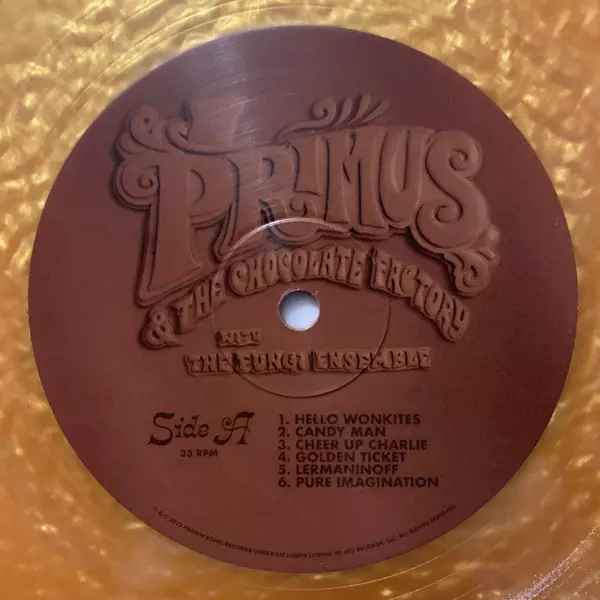 PRIMUS
& THE CHOCOLATE FACTORY
WITH
THE FUNGI ENSEMBLE
Side A
33 RPM
1. HELLO WONKITES
2. CANDY MAN
3. CHEER UP CHARLIE
4. GOLDEN TICKET
5. LERMANINOFF
6. PURE IMAGINATION